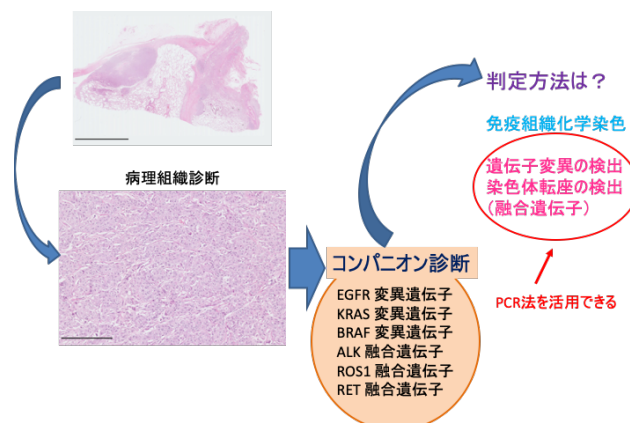 病理組織診断
コンパニオン診断
EGFR 変異遺伝子
KRAS 変異遺伝子
BRAF 変異遺伝子
ALK 融合遺伝子
ROS1 融合遺伝子
RET 融合遺伝子
判定方法は？
免疫組織化学染色
遺伝子変異の検出
染色体転座の検出
（融合遺伝子）
PCR法を活用できる